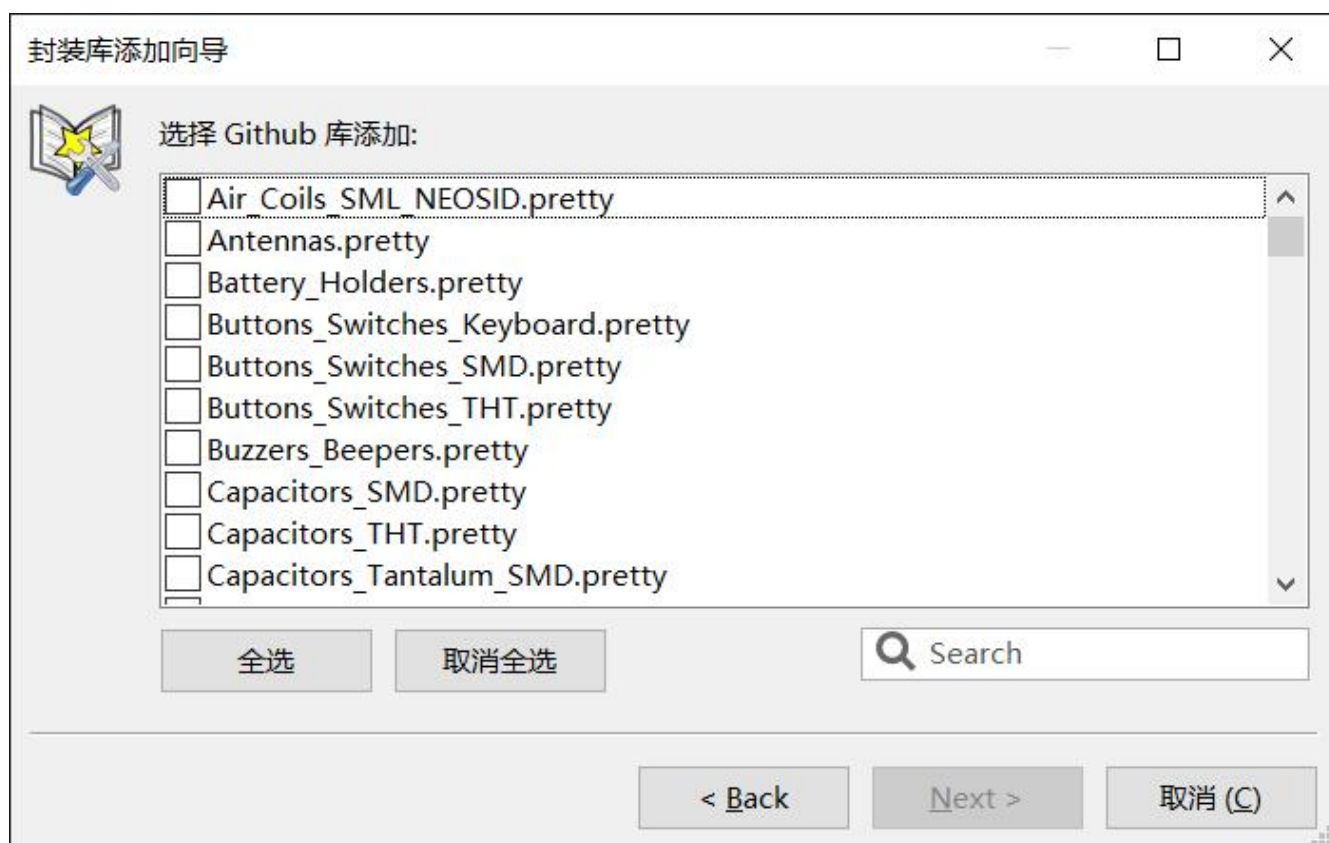 封装库添加向导
选择 Github 库添加:
Air_Coils_SML_NEOSID.pretty
Antennas.pretty
Battery_Holders.pretty
Buttons_Switches_Keyboard.pretty
Buttons_Switches_SMD.pretty
Buttons_Switches_THT.pretty
Buzzers_Beepers.pretty
Capacitors_SMD.pretty
Capacitors_THT.pretty
Capacitors_Tantalum_SMD.pretty
全选 取消全选 Search
< Back Next > 取消 (C)